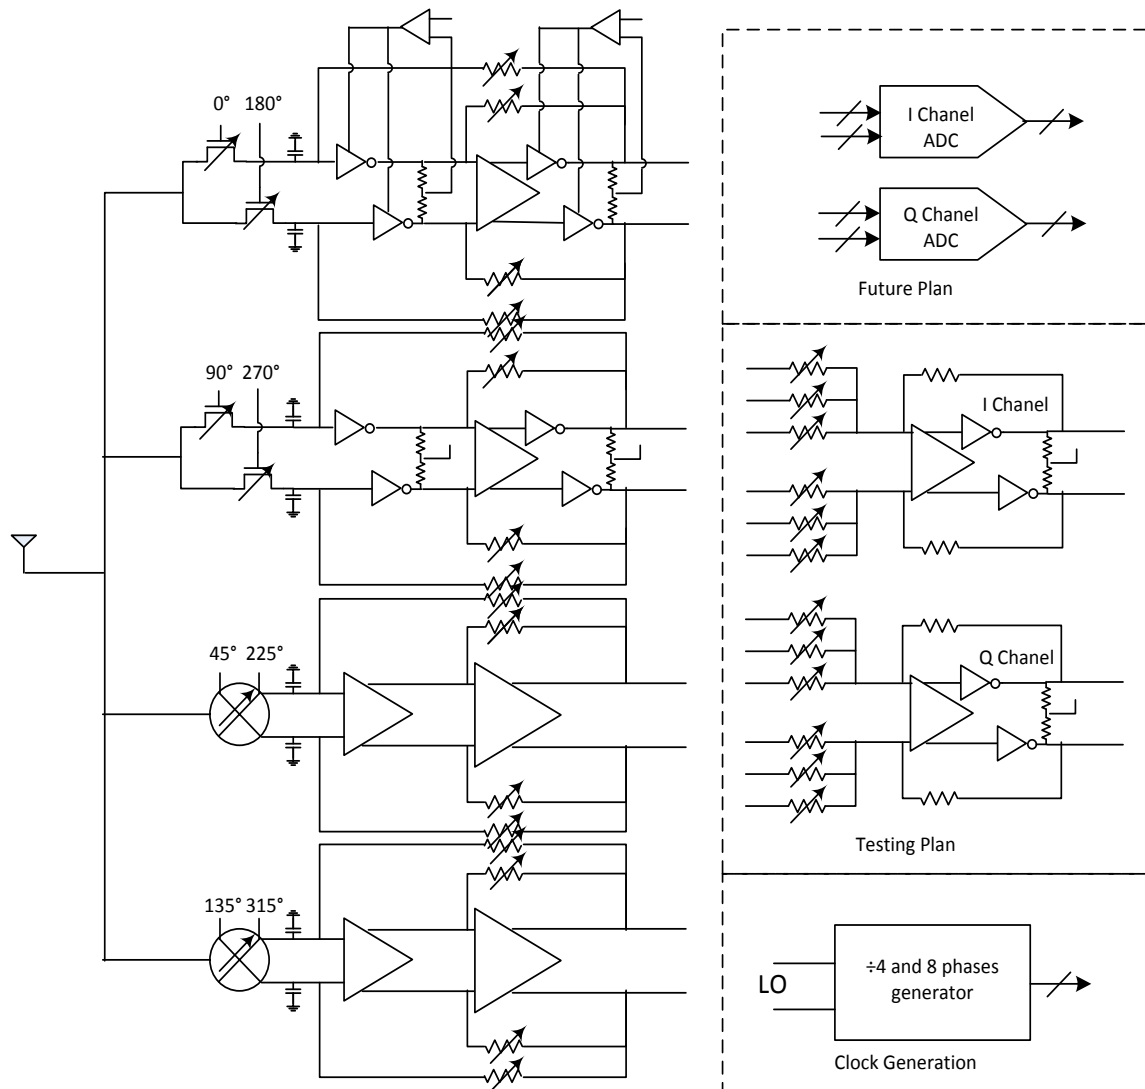 0° 180°
90° 270°
45° 225°
135° 315°
I Chanel
ADC
Q Chanel
ADC
Future Plan
I Chanel
Q Chanel
Testing Plan
LO
÷4 and 8 phases
generator
Clock Generation